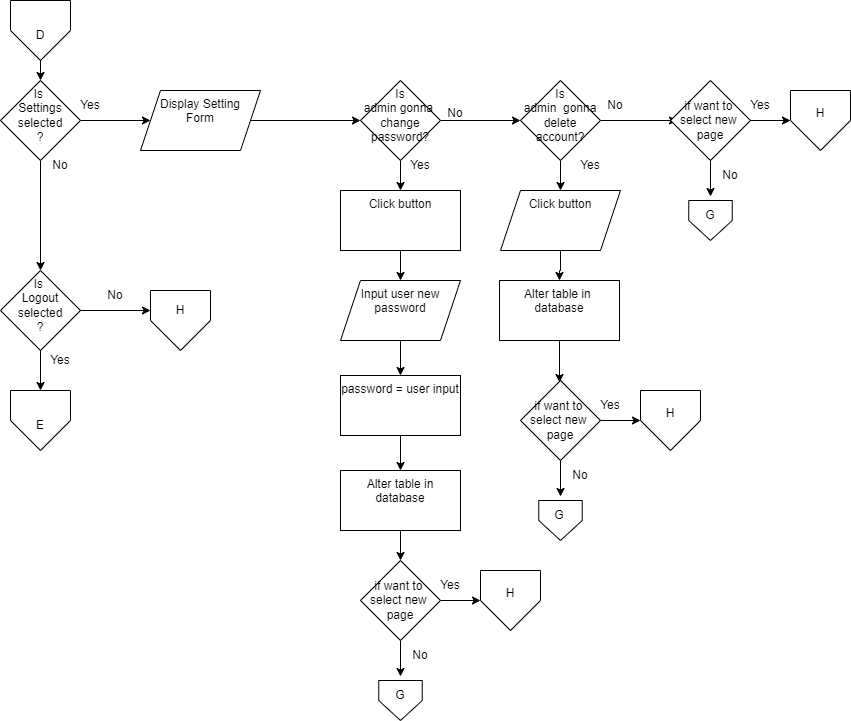 D
Is
Settings
selected
?
Yes
No
Display Setting
Form
Is
admin gonna
change
password?
No
Yes
Is
admin  gonna
delete
account?
No
Yes
if want to
select new
page
Yes
H
No
G
Click button
Input user new
password
password = user input
Alter table in
database
if want to
select new
page
Yes
H
No
G
Click button
Alter table in
database
if want to
select new
page
Yes
H
No
G
Is
Logout
selected
?
No
H
Yes
E